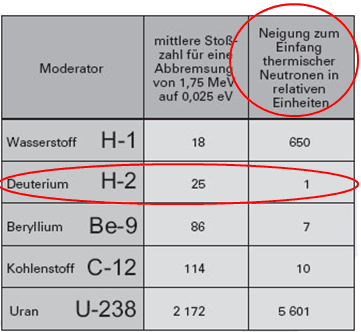 Moderator
mittlere Stoß-
zahl für eine
Abbremsung
von 1,75 MeV
auf 0,025 eV
Neigung zum
Einfang
thermischer
Neutronen in
relativen
Einheiten
Wasserstoff H-1 18 650
Deuterium H-2 25 1
Beryllium Be-9 86 7
Kohlenstoff C-12 114 10
Uran U-238 2 172 5 601